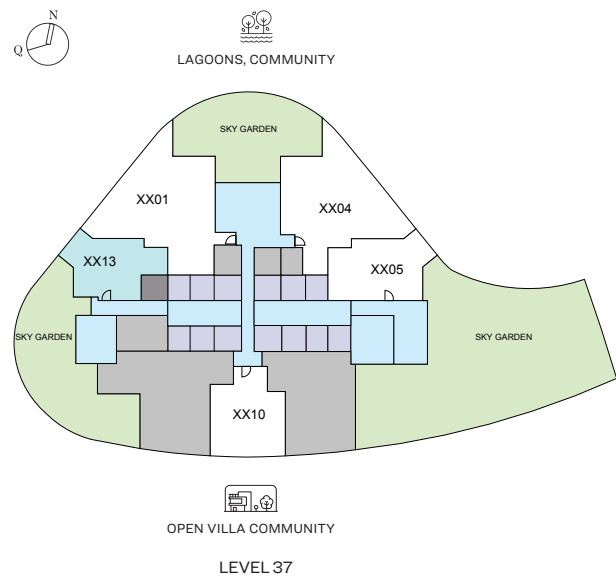 N
Q
LAGOONS, COMMUNITY
SKY GARDEN
XX01
XX04
XX13
XX05
SKY GARDEN
SKY GARDEN
XX10
OPEN VILLA COMMUNITY
LEVEL 37